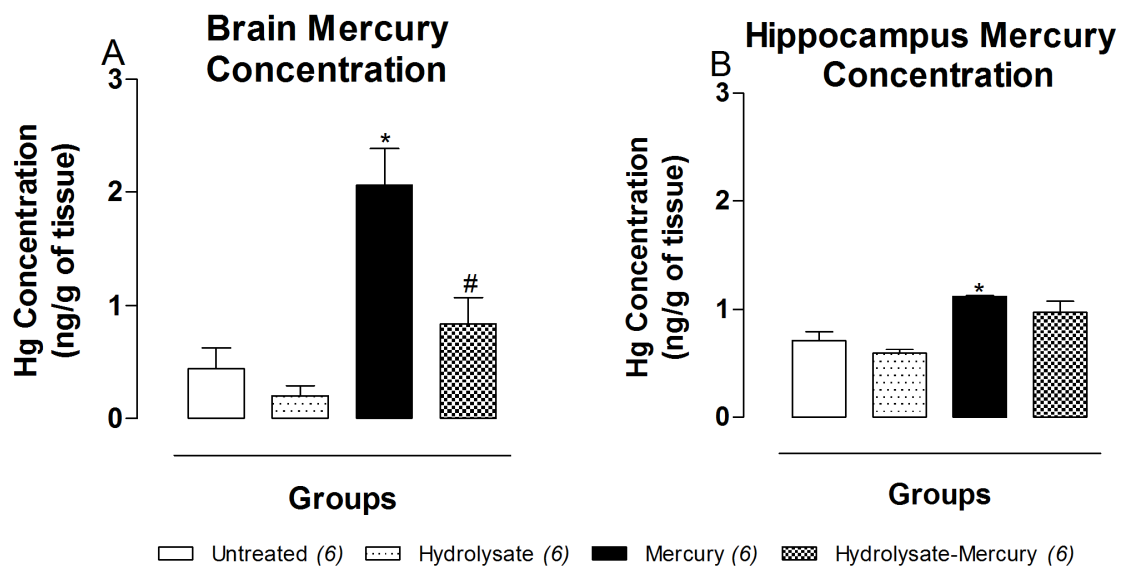 A
Brain Mercury
Concentration
Hg Concentration
(ng/g of tissue)
3
2
1
0
*
#
Groups
B
Hippocampus Mercury
Concentration
Hg Concentration
(ng/g of tissue)
3
2
1
0
*
Groups
Untreated (6) Hydrolysate (6) Mercury (6) Hydrolysate-Mercury (6)